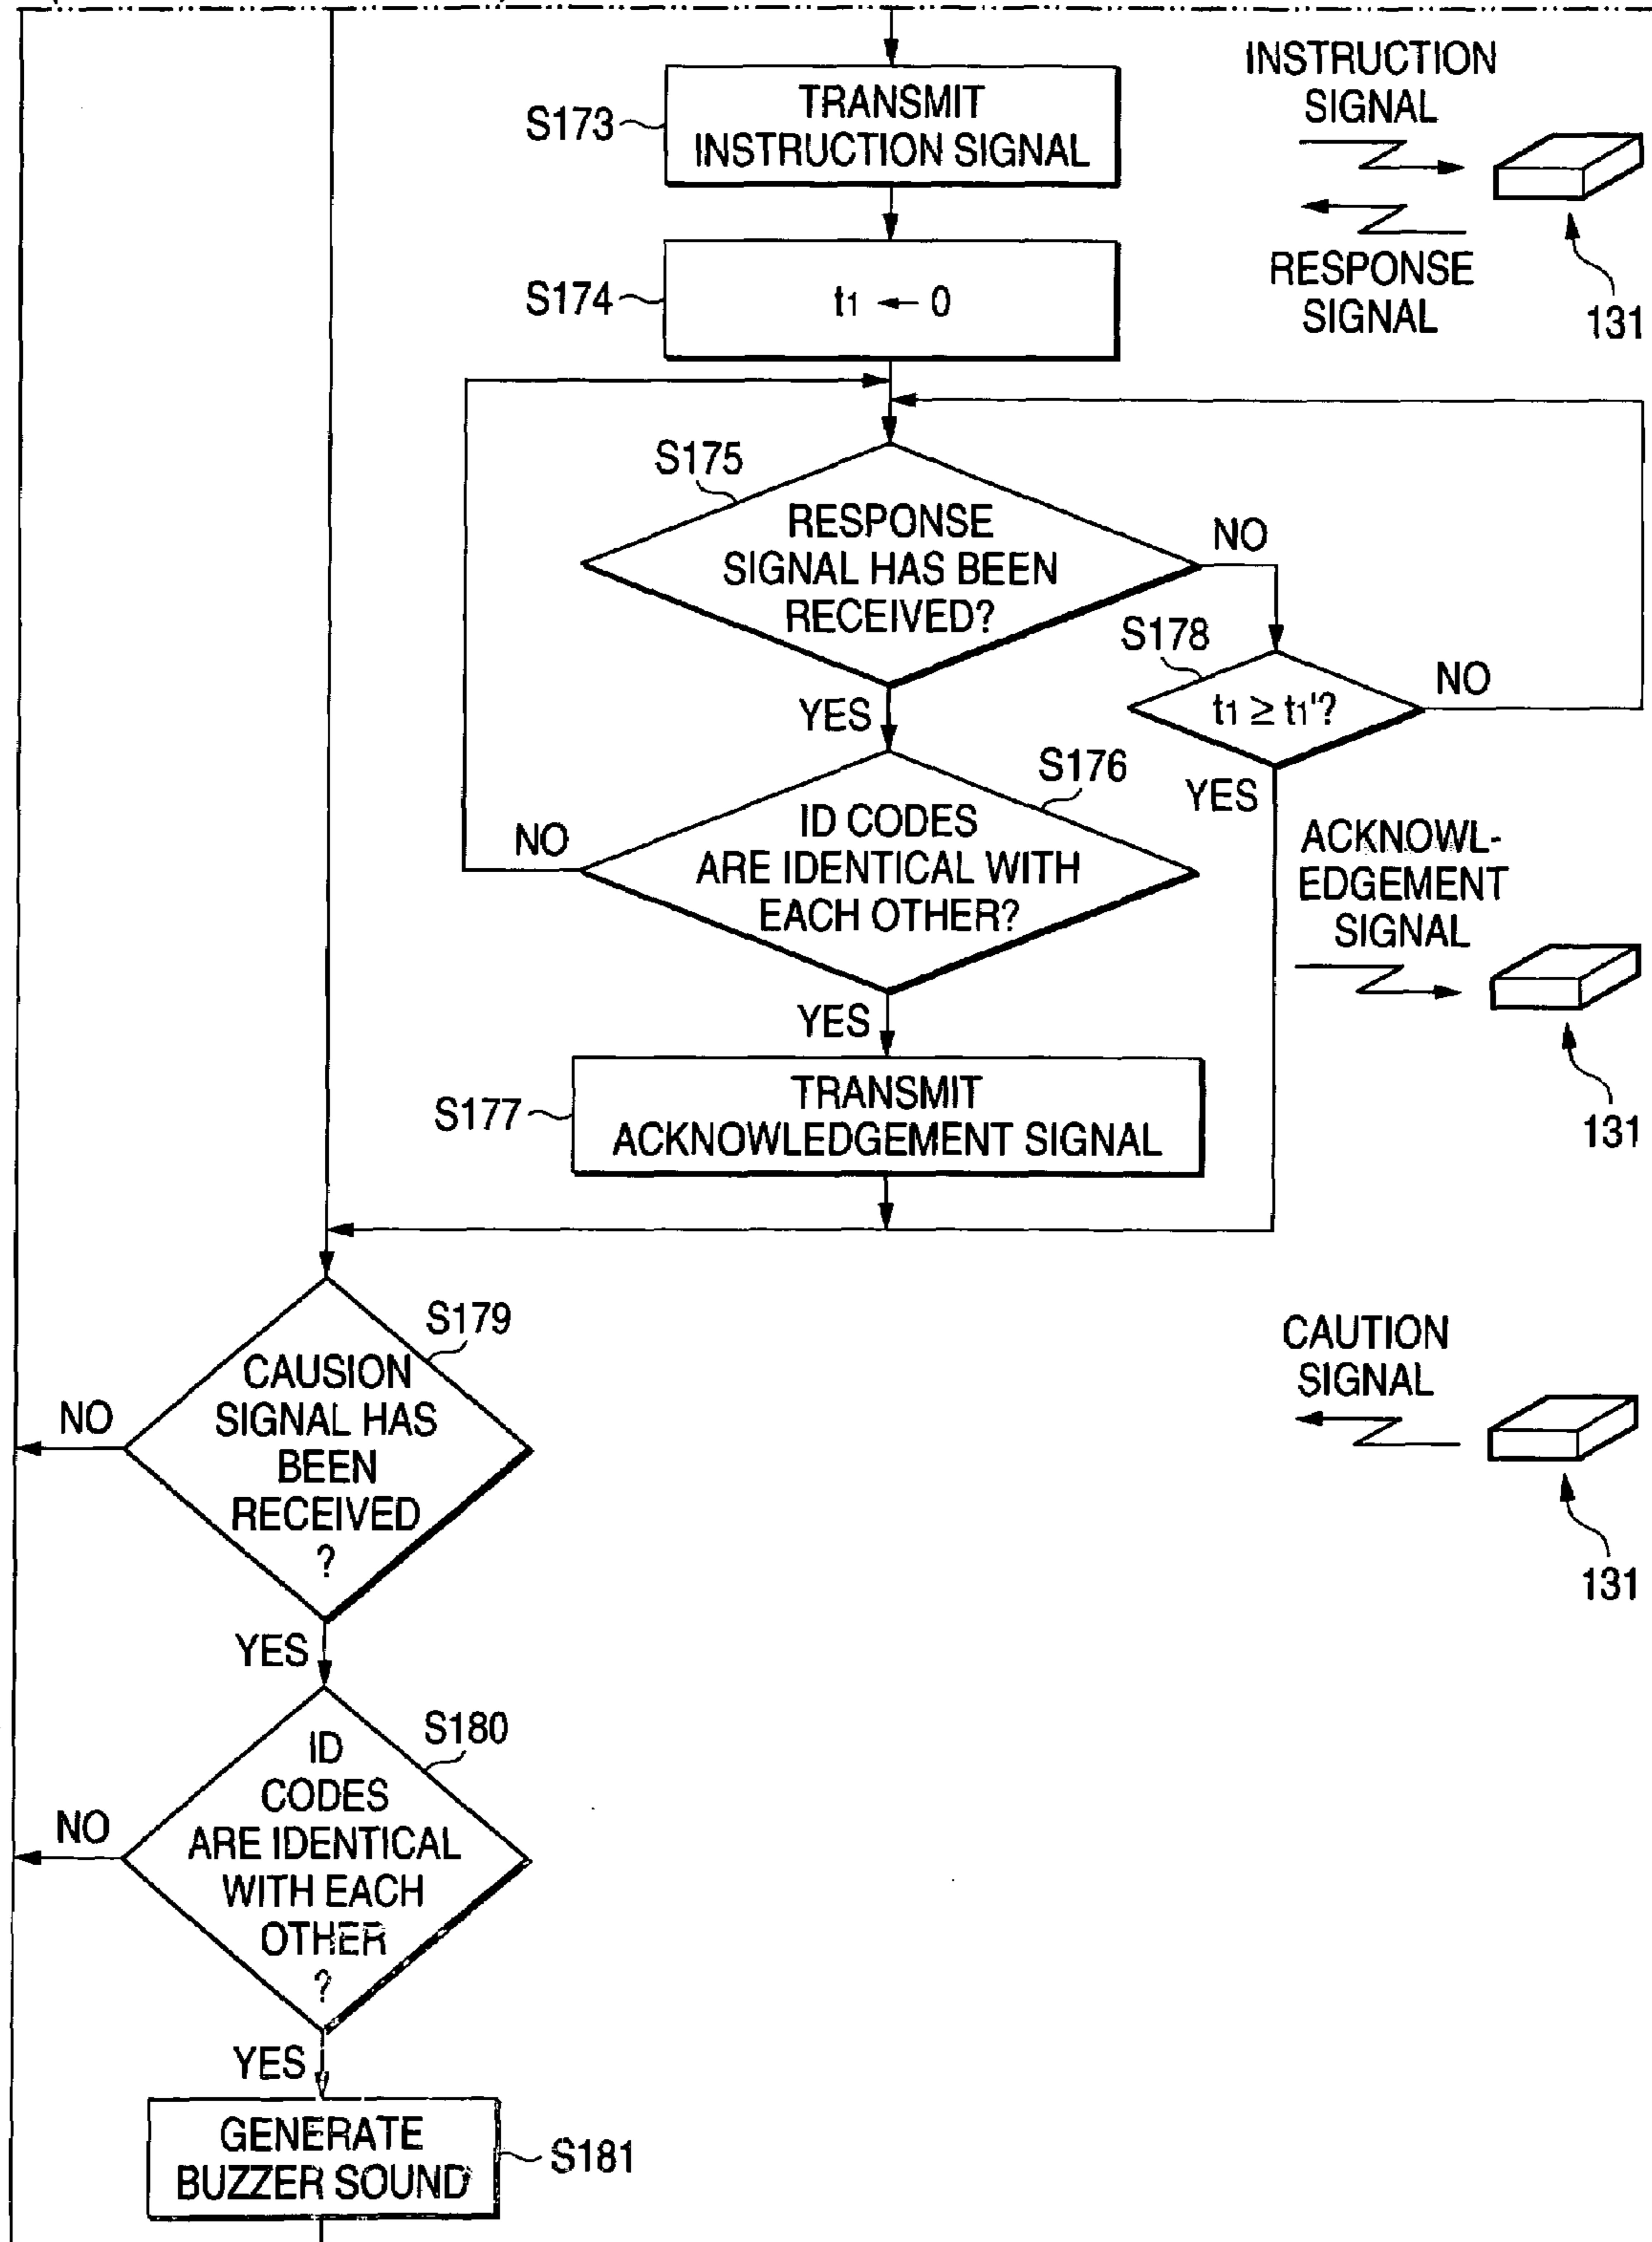 INSTRUCTION
SIGNAL
S173
TRANSMIT
INSTRUCTION SIGNAL
S174
t1 ← 0
RESPONSE
SIGNAL
131
S175
RESPONSE
SIGNAL HAS BEEN
RECEIVED?
NO
S178
t1 ≥ t1'?
NO
YES
YES
S176
ID CODES
ARE IDENTICAL WITH
EACH OTHER?
NO
YES
ACKNOWL-
EDGEMENT
SIGNAL
131
S177
TRANSMIT
ACKNOWLEDGEMENT SIGNAL
S179
CAUSION
SIGNAL HAS
BEEN
RECEIVED
?
NO
YES
CAUTION
SIGNAL
131
S180
ID
CODES
ARE IDENTICAL
WITH EACH
OTHER
?
NO
YES
GENERATE
BUZZER SOUND
S181